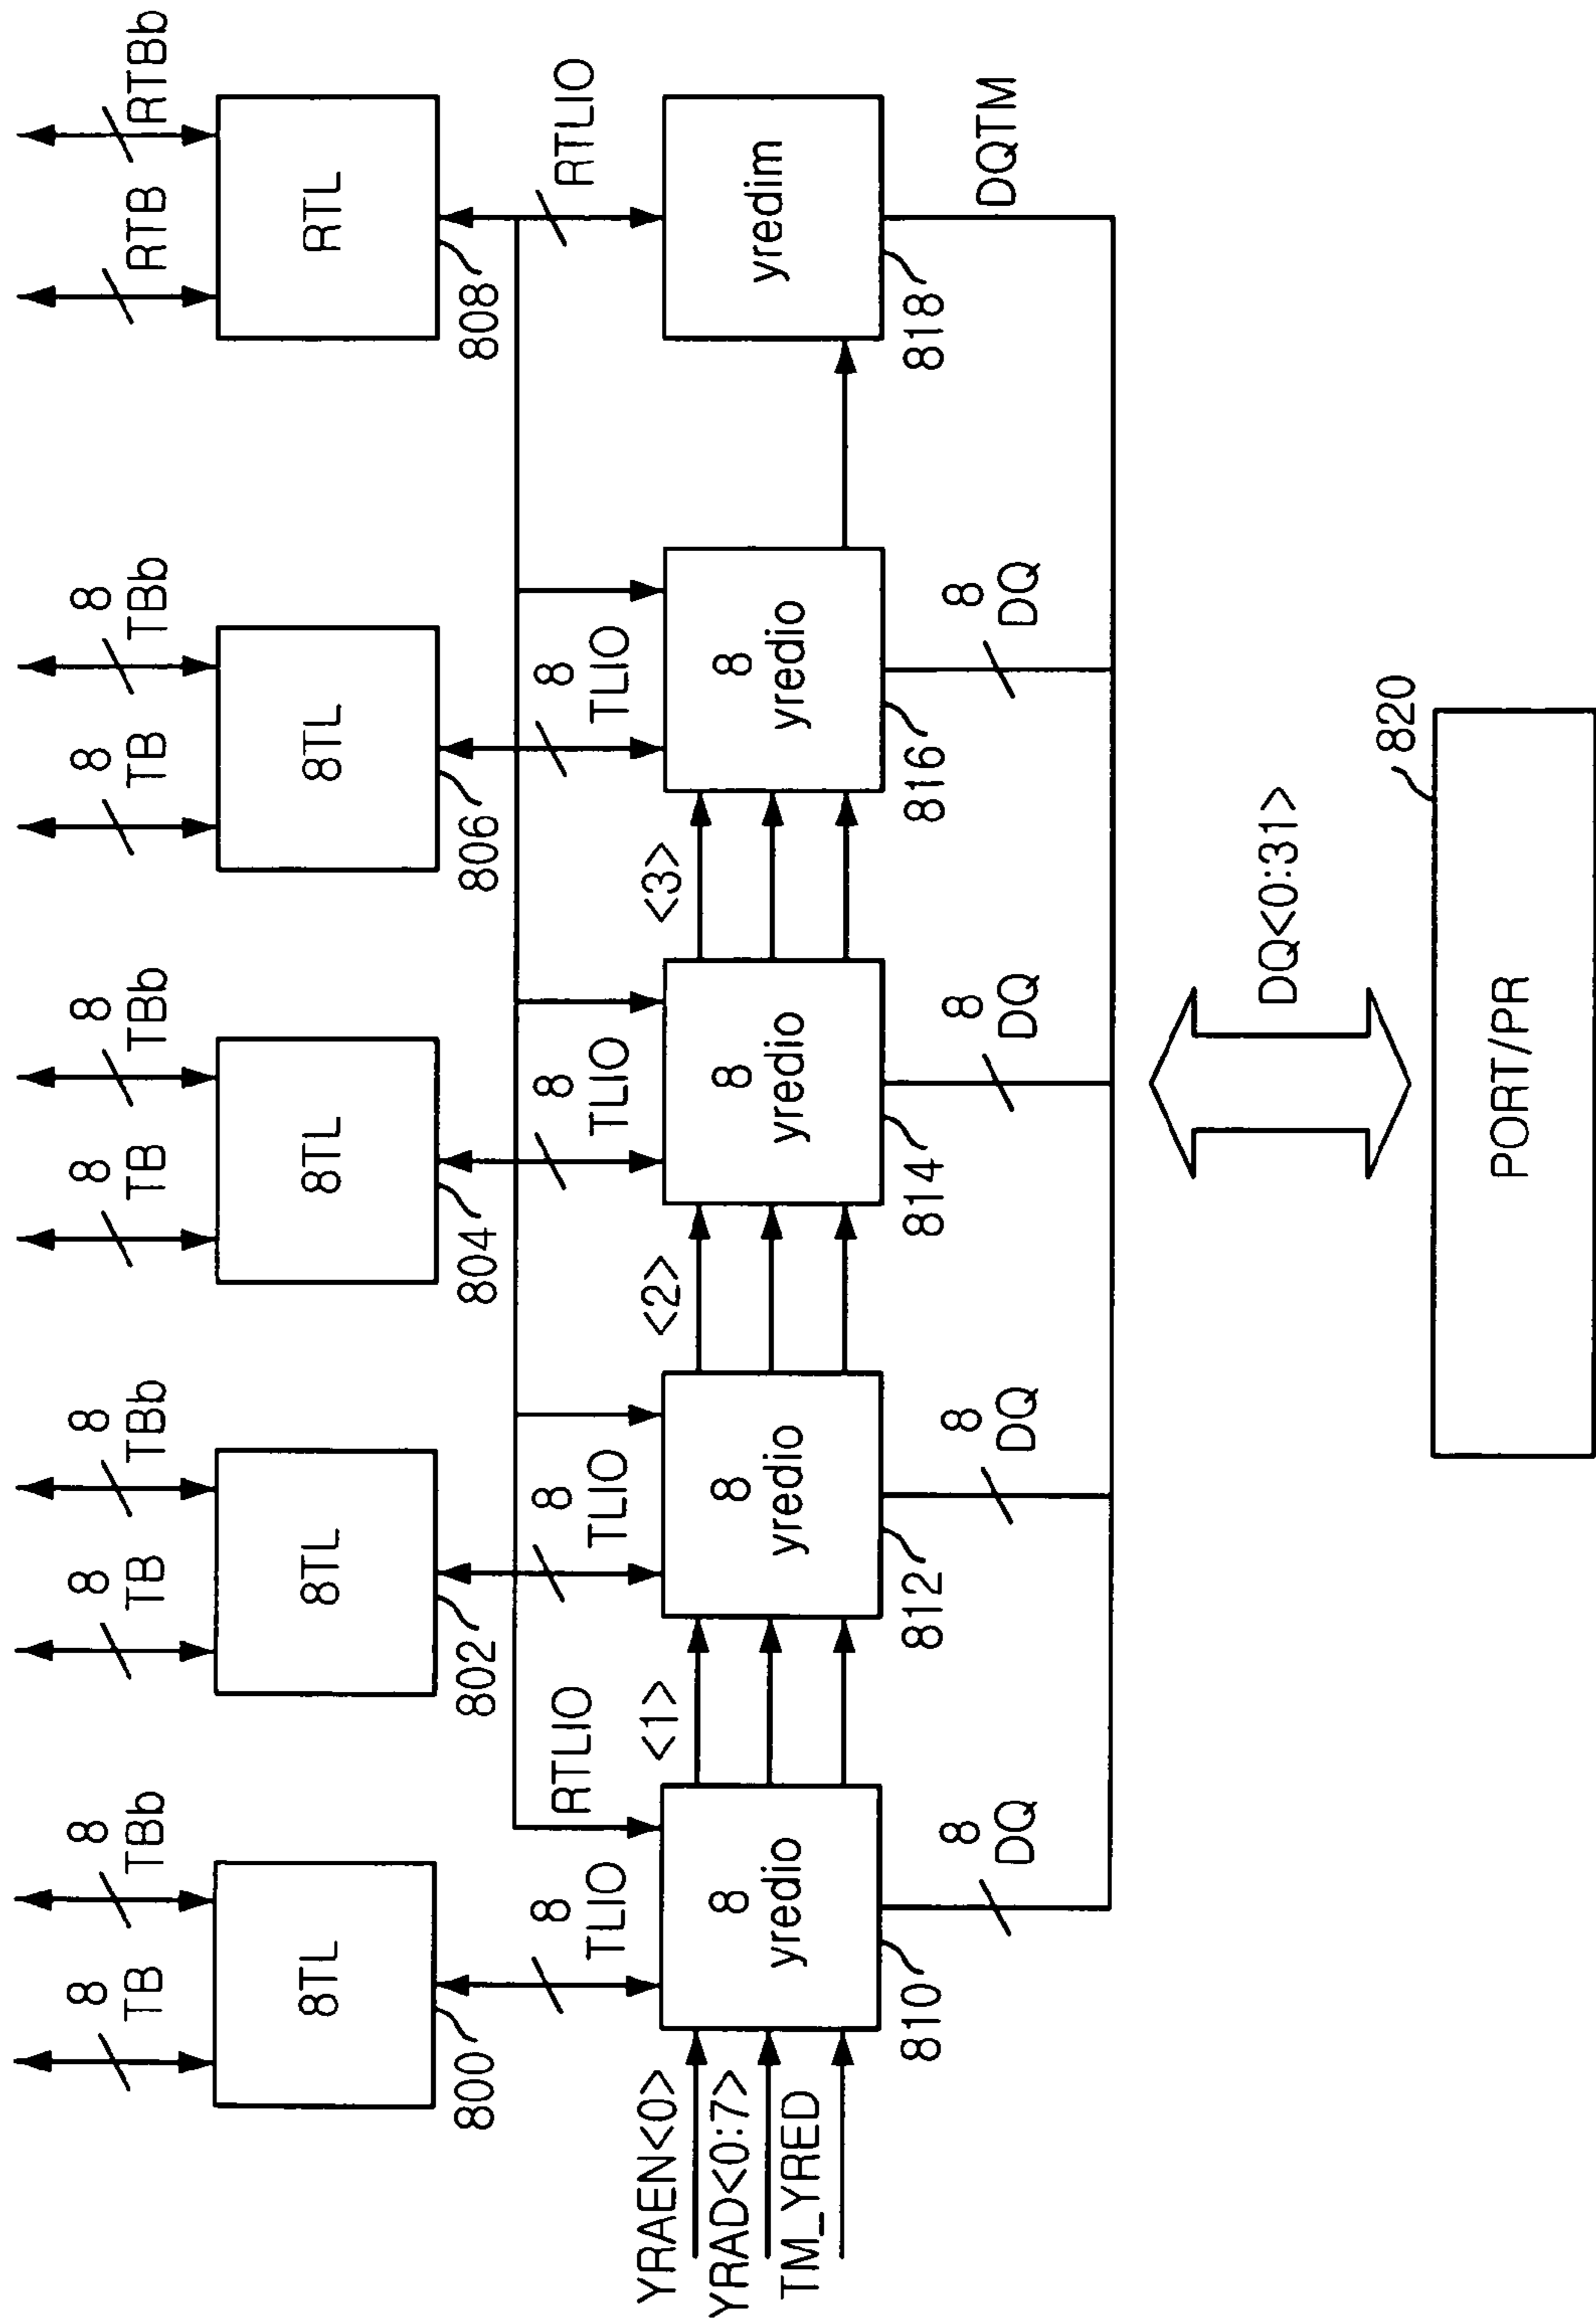 8
TB
8
TBb
8
TB
8
TBb
8
TB
8
TBb
8
TB
8
TBb
RTB
RTBb
8TL
8TL
8TL
8TL
RTL
800
802
804
806
808
8
TLIO
RTLIO
8
TLIO
8
TLIO
8
TLIO
RTLIO
YRAEN<0>
YRAD<0:7>
TM_YRED
<1>
<2>
<3>
8
yredio
8
yredio
8
yredio
8
yredio
yredim
810
812
814
816
818
8
DQ
8
DQ
8
DQ
8
DQ
DQTM
DQ<0:31>
820
PORT/PR